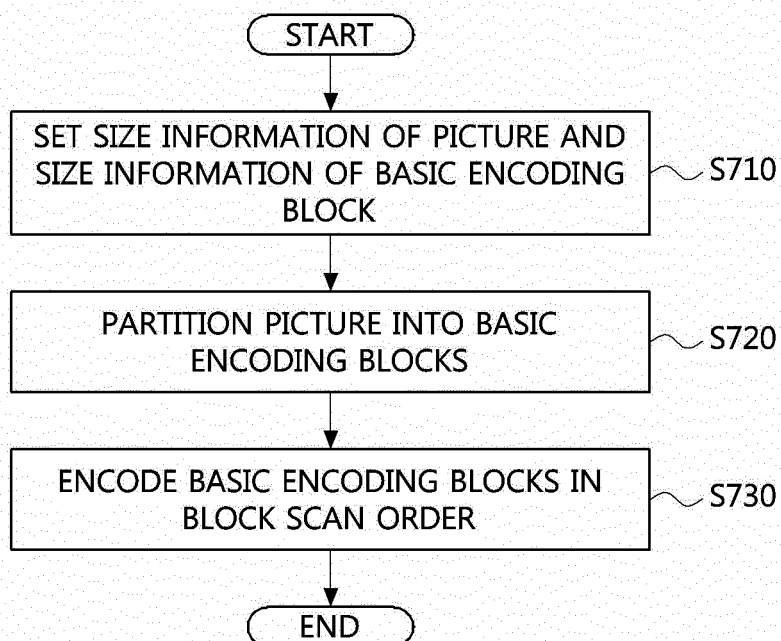 START
SET SIZE INFORMATION OF PICTURE AND
SIZE INFORMATION OF BASIC ENCODING
BLOCK
S710
PARTITION PICTURE INTO BASIC
ENCODING BLOCKS
S720
ENCODE BASIC ENCODING BLOCKS IN
BLOCK SCAN ORDER
S730
END